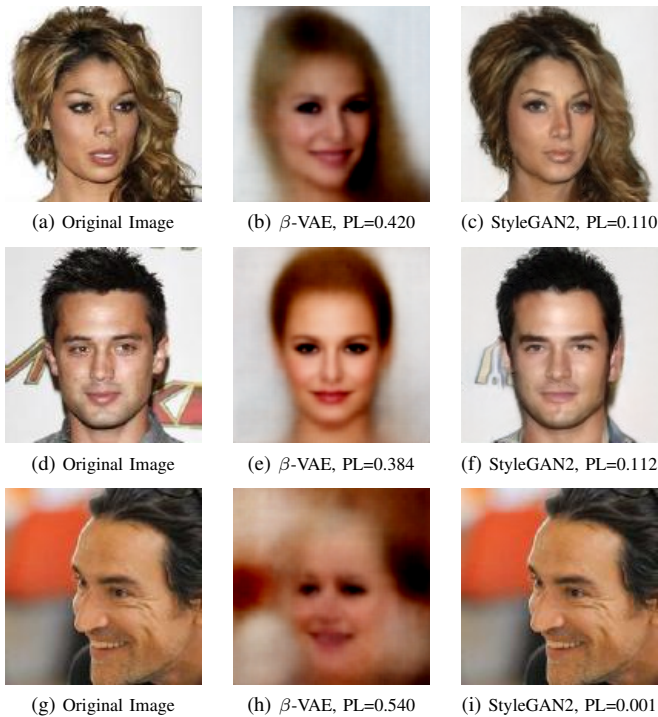 (a) Original Image
(b) β-VAE, PL=0.420
(c) StyleGAN2, PL=0.110
(d) Original Image
(e) β-VAE, PL=0.384
(f) StyleGAN2, PL=0.112
(g) Original Image
(h) β-VAE, PL=0.540
(i) StyleGAN2, PL=0.001